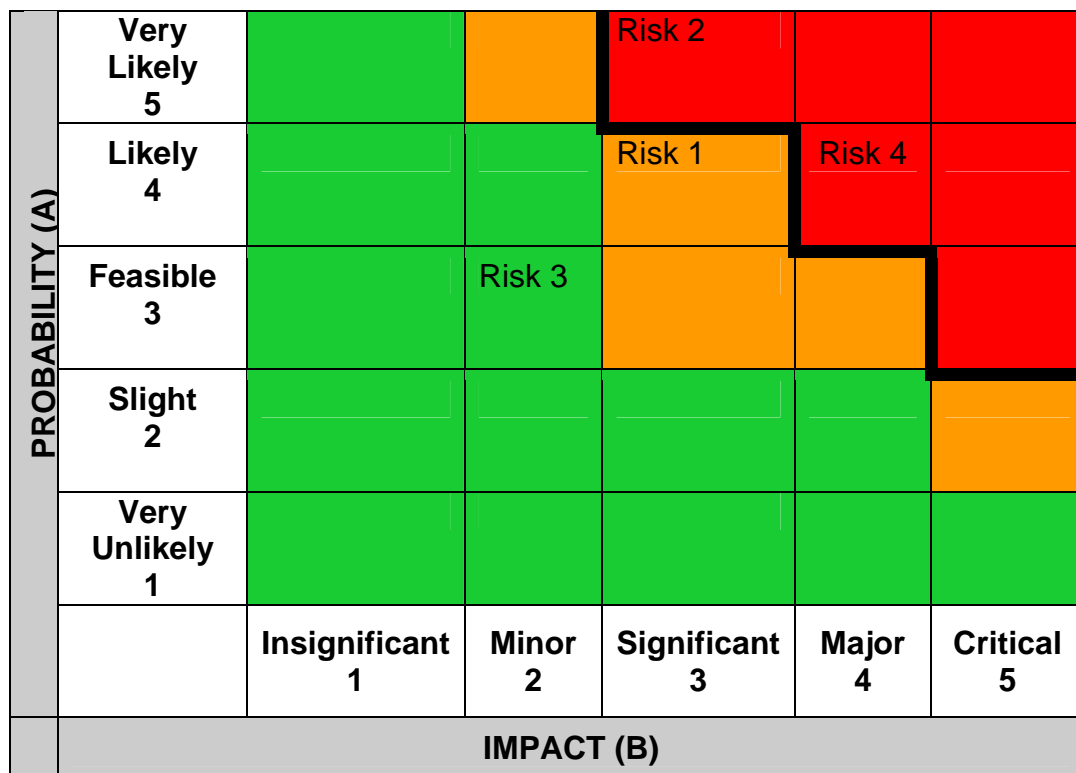 PROBABILITY (A)
Very
Likely
5
Risk 2
Likely
4
Risk 1
Risk 4
Feasible
3
Risk 3
Slight
2
Very
Unlikely
1
Insignificant
1
Minor
2
Significant
3
Major
4
Critical
5
IMPACT (B)